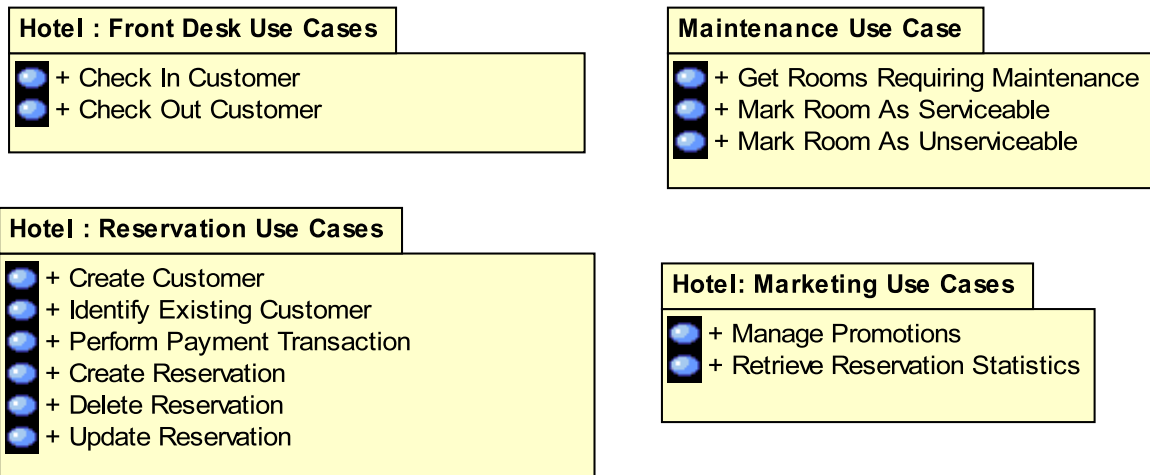 Hotel : Front Desk Use Cases
+ Check In Customer
+ Check Out Customer
Maintenance Use Case
+ Get Rooms Requiring Maintenance
+ Mark Room As Serviceable
+ Mark Room As Unserviceable
Hotel : Reservation Use Cases
+ Create Customer
+ Identify Existing Customer
+ Perform Payment Transaction
+ Create Reservation
+ Delete Reservation
+ Update Reservation
Hotel: Marketing Use Cases
+ Manage Promotions
+ Retrieve Reservation Statistics